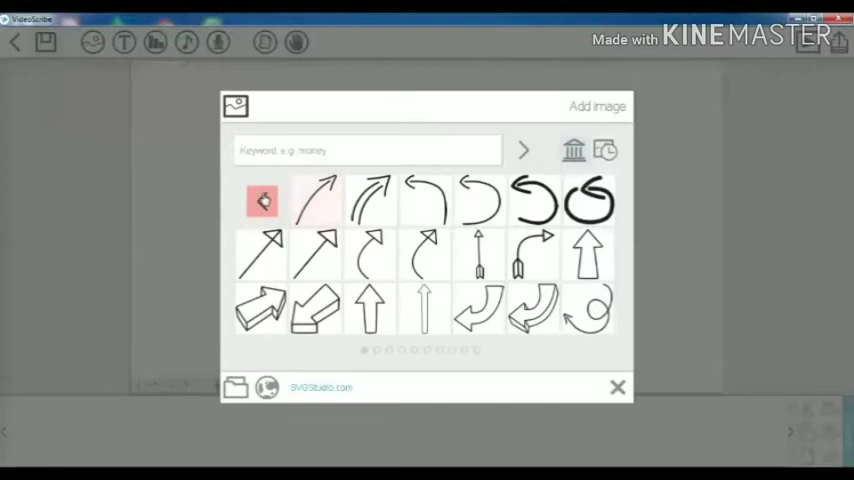 VideoScribe
Made with KINEMASTER
Add image
Keyword, e.g. money
SVGStudio.com